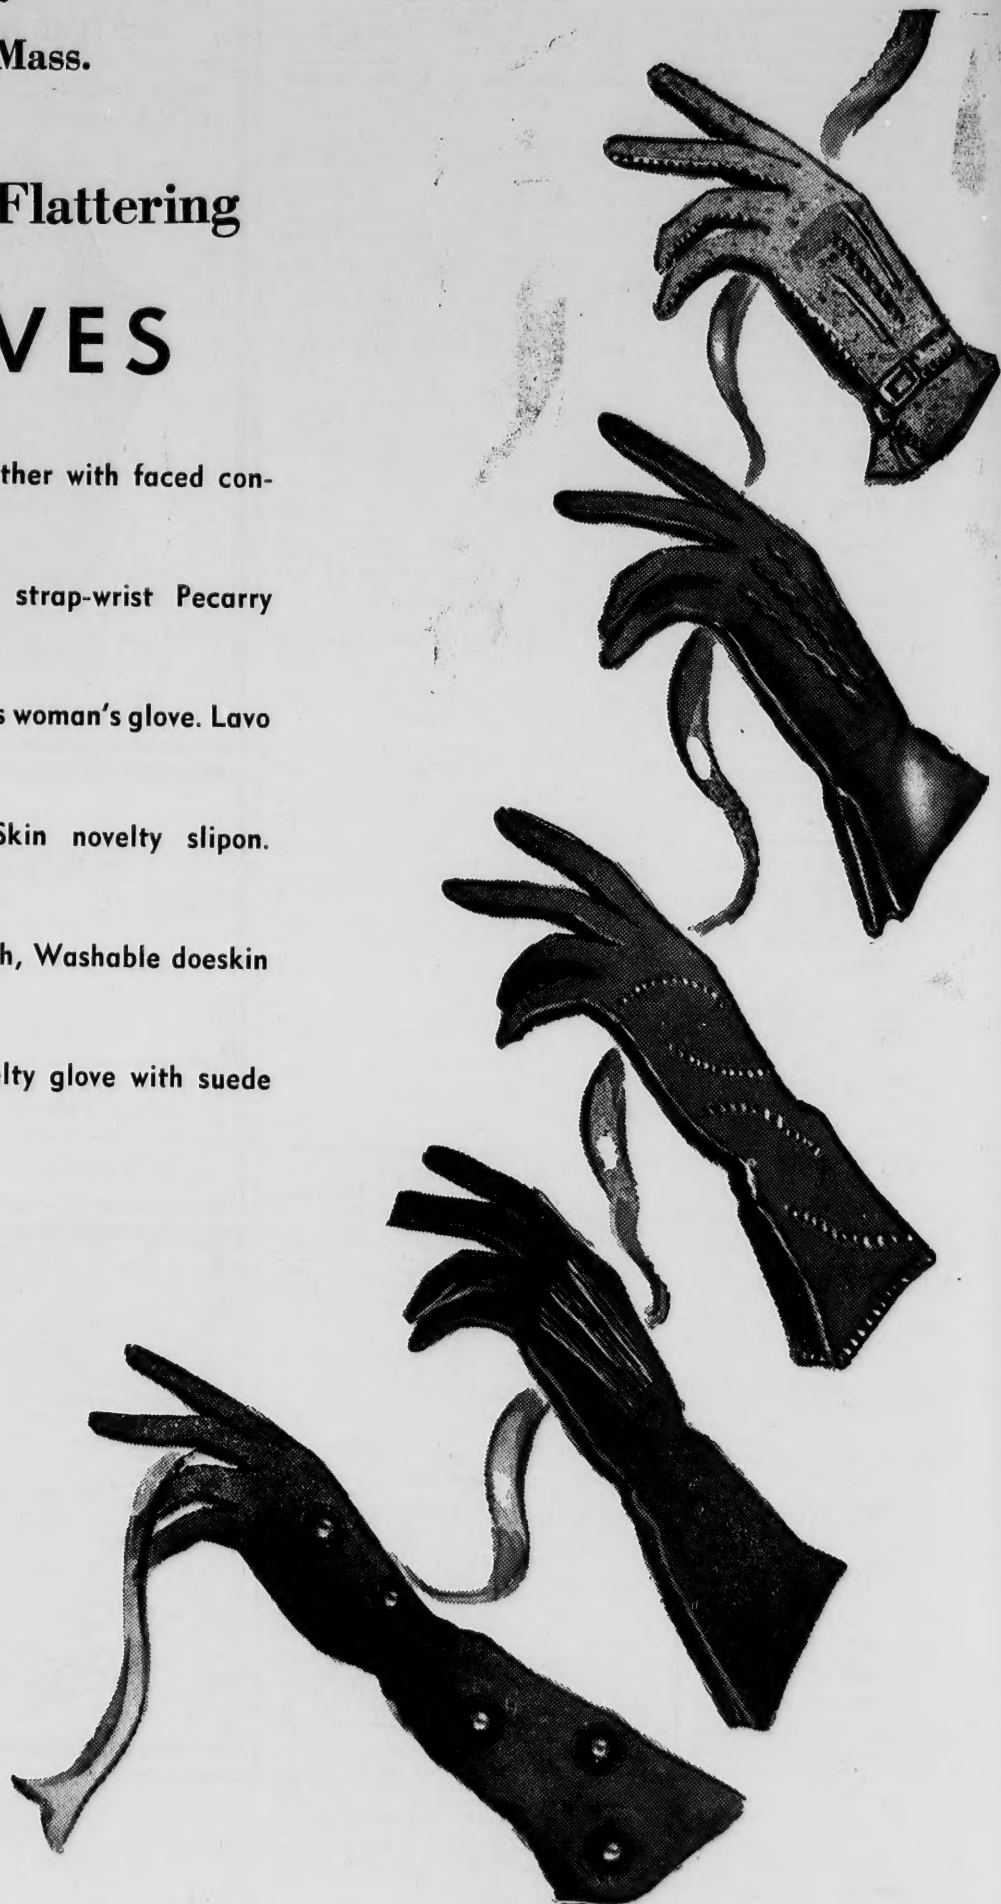 Mass.
Flattering
VES
ther with faced con-
strap-wrist Pecarry
s woman's glove. Lavo
Skin novelty slipon.
h, Washable doeskin
lty glove with suede